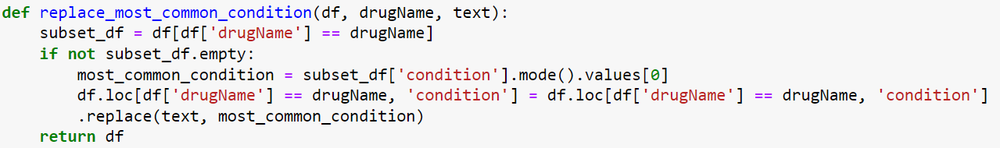 def replace_most_common_condition(df, drugName, text):
    subset_df = df[df['drugName'] == drugName]
    if not subset_df.empty:
        most_common_condition = subset_df['condition'].mode().values[0]
        df.loc[df['drugName'] == drugName, 'condition'] = df.loc[df['drugName'] == drugName, 'condition']
        .replace(text, most_common_condition)
    return df